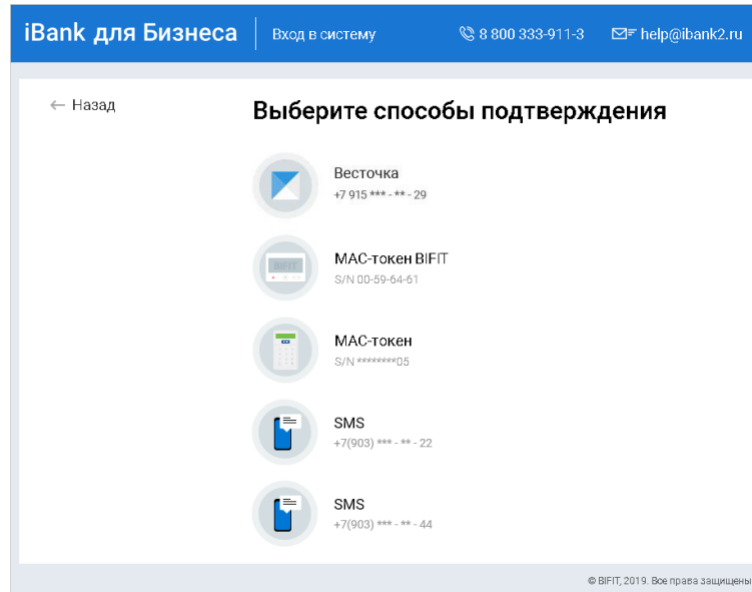 iBank для Бизнеса
Вход в систему
8 800 333-911-3
help@ibank2.ru
← Назад
Выберите способы подтверждения
Весточка
+7 915 *** - ** - 29
BIFIT
MAC-токен BIFIT
S/N 00-59-64-61
MAC-токен
S/N ********05
SMS
+7(903) *** - ** - 22
SMS
+7(903) *** - ** - 44
© BIFIT, 2019. Все права защищены